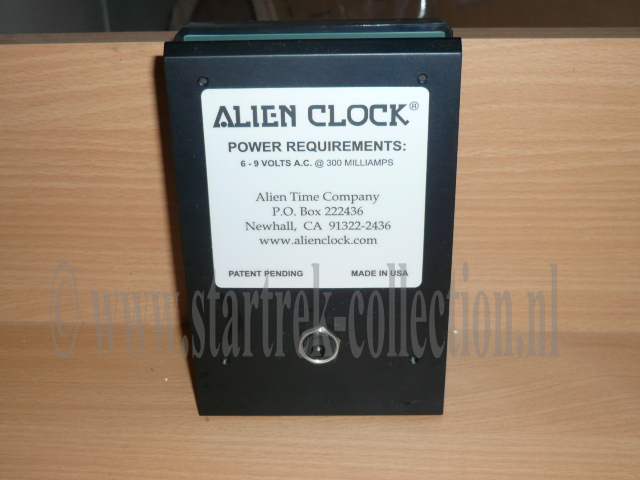 ALIEN CLOCK®
POWER REQUIREMENTS:
6 - 9 VOLTS A.C. @ 300 MILLIAMPS
Alien Time Company
P.O. Box 222436
Newhall, CA 91322-2436
www.alienclock.com
PATENT PENDING MADE IN USA
© www.startrek-collection.nl